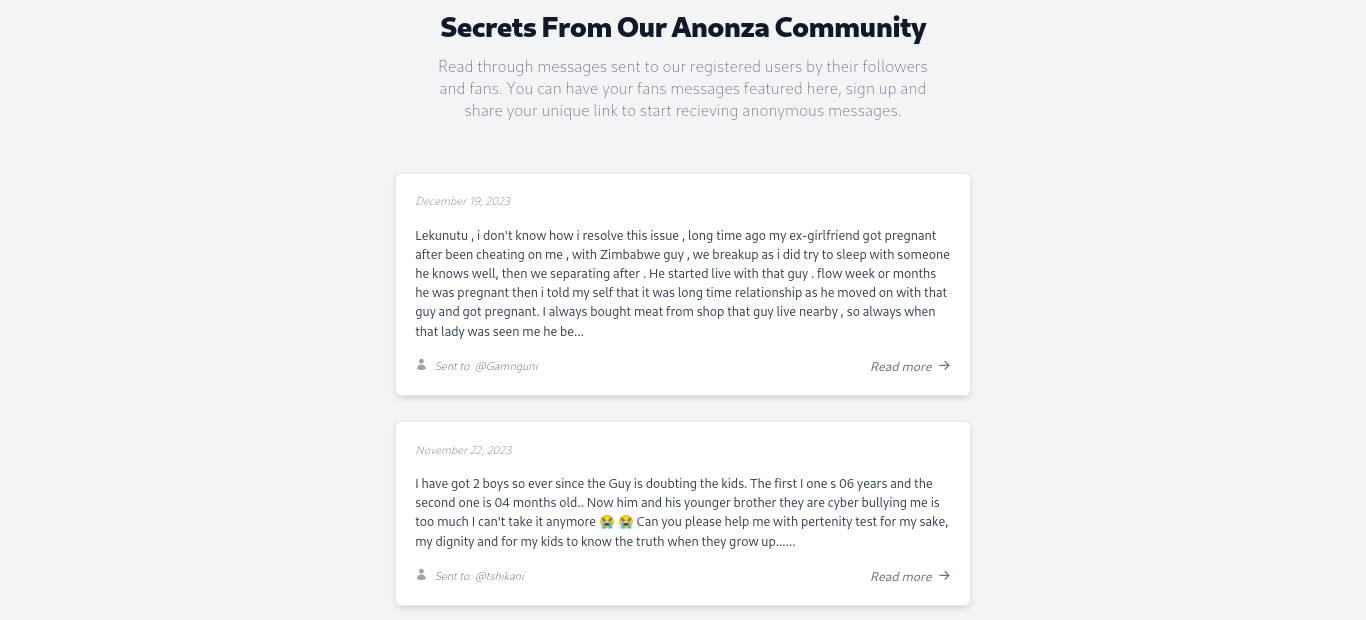 Secrets From Our Anonza Community
Read through messages sent to our registered users by their followers
and fans. You can have your fans messages featured here, sign up and
share your unique link to start recieving anonymous messages.
December 19, 2023
Lekunutu , i don't know how i resolve this issue , long time ago my ex-girlfriend got pregnant
after been cheating on me , with Zimbabwe guy , we breakup as i did try to sleep with someone
he knows well, then we separating after . He started live with that guy . flow week or months
he was pregnant then i told my self that it was long time relationship as he moved on with that
guy and got pregnant. I always bought meat from shop that guy live nearby , so always when
that lady was seen me he be...
Sent to: @Gamnguni
Read more →
November 22, 2023
I have got 2 boys so ever since the Guy is doubting the kids. The first I one s 06 years and the
second one is 04 months old.. Now him and his younger brother they are cyber bullying me is
too much I can't take it anymore 😭 😭 Can you please help me with pertenity test for my sake,
my dignity and for my kids to know the truth when they grow up......
Sent to: @tshikani
Read more →